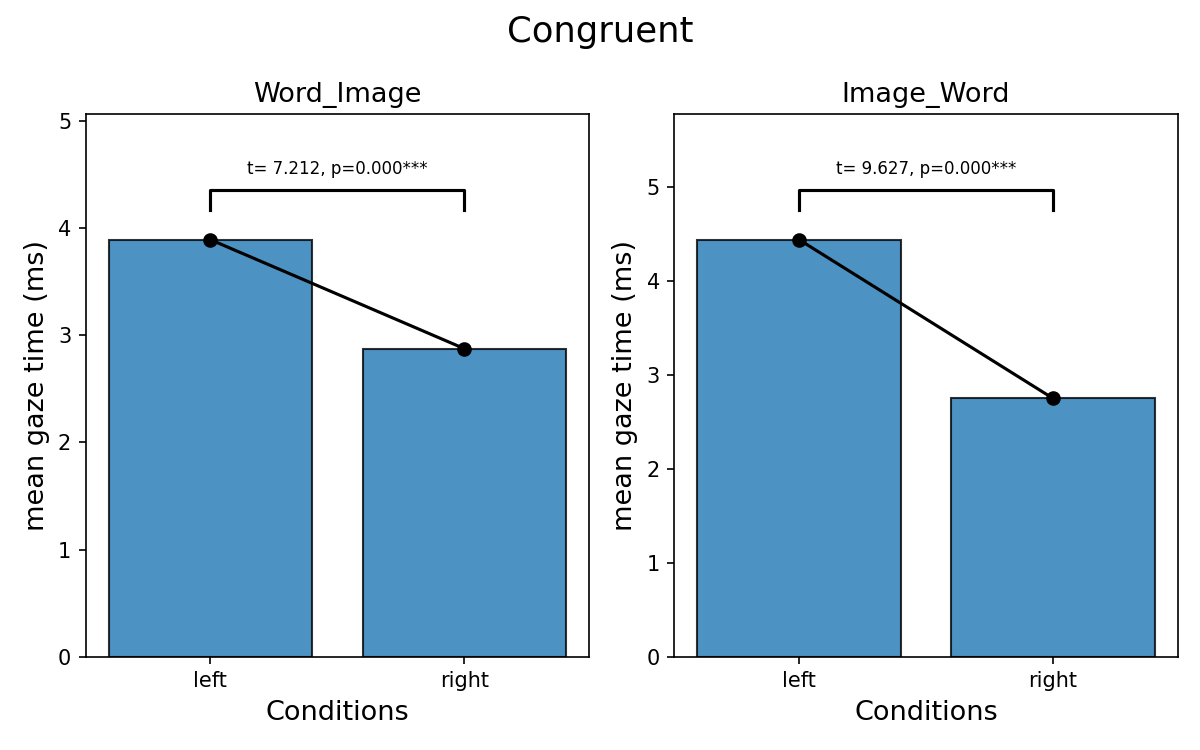 Congruent
Word_Image
5
4
3
2
1
0
mean gaze time (ms)
t= 7.212, p=0.000***
left
right
Conditions
Image_Word
5
4
3
2
1
0
mean gaze time (ms)
t= 9.627, p=0.000***
left
right
Conditions